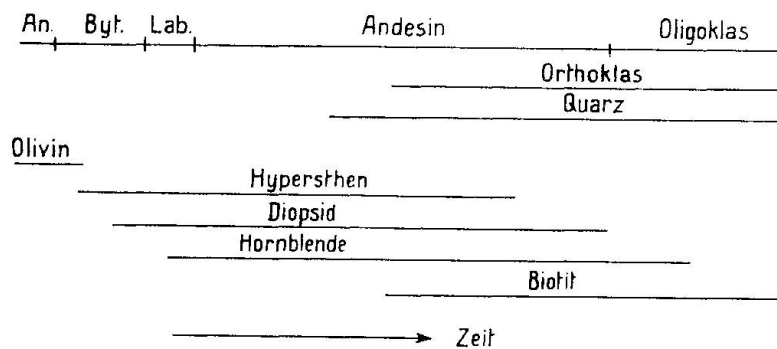 An. Byt. Lab. Andesin Oligoklas
Orthoklas
Quarz
Olivin
Hypersthen
Diopsid
Hornblende
Biotit
Zeit